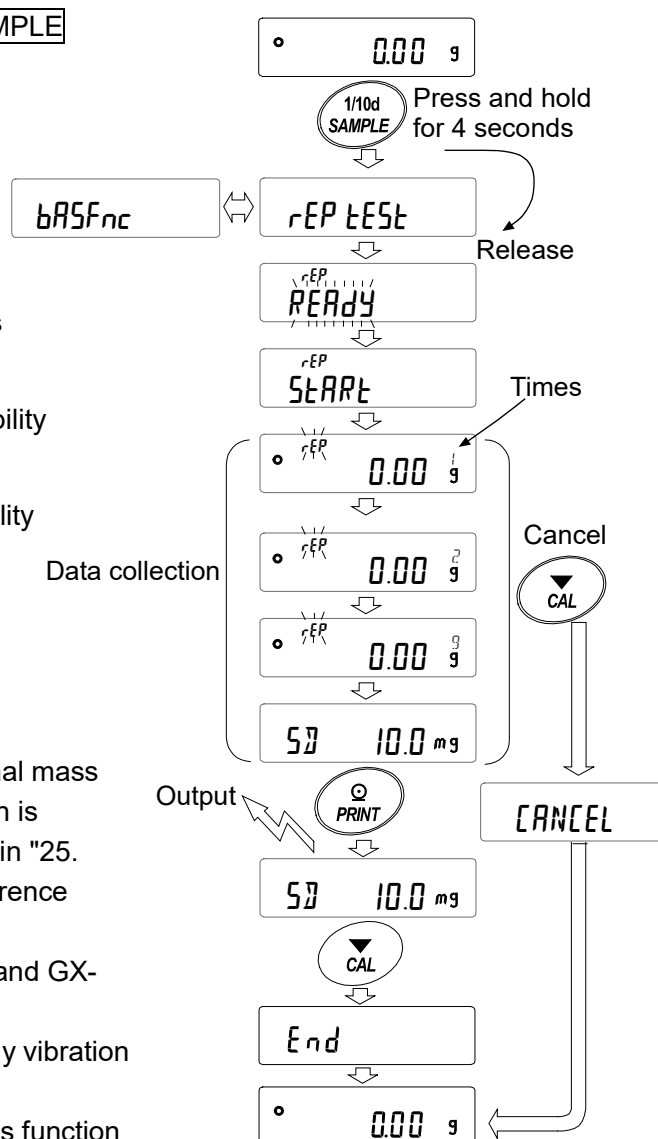 MPLE
0.00 g
1/10d
SAMPLE
Press and hold
for 4 seconds
bASFnc
rEP tESt
Release
rEP
REAdy
s
rEP
StARt
Times
bility
rEP
0.00 g
1
lity
Cancel
rEP
0.00 g
2
CAL
Data collection
rEP
0.00 g
9
SD 10.0 mg
nal mass
n is
in "25.
rence
Output
PRINT
CANCEL
SD 10.0 mg
and GX-
CAL
y vibration
End
s function
0.00 g